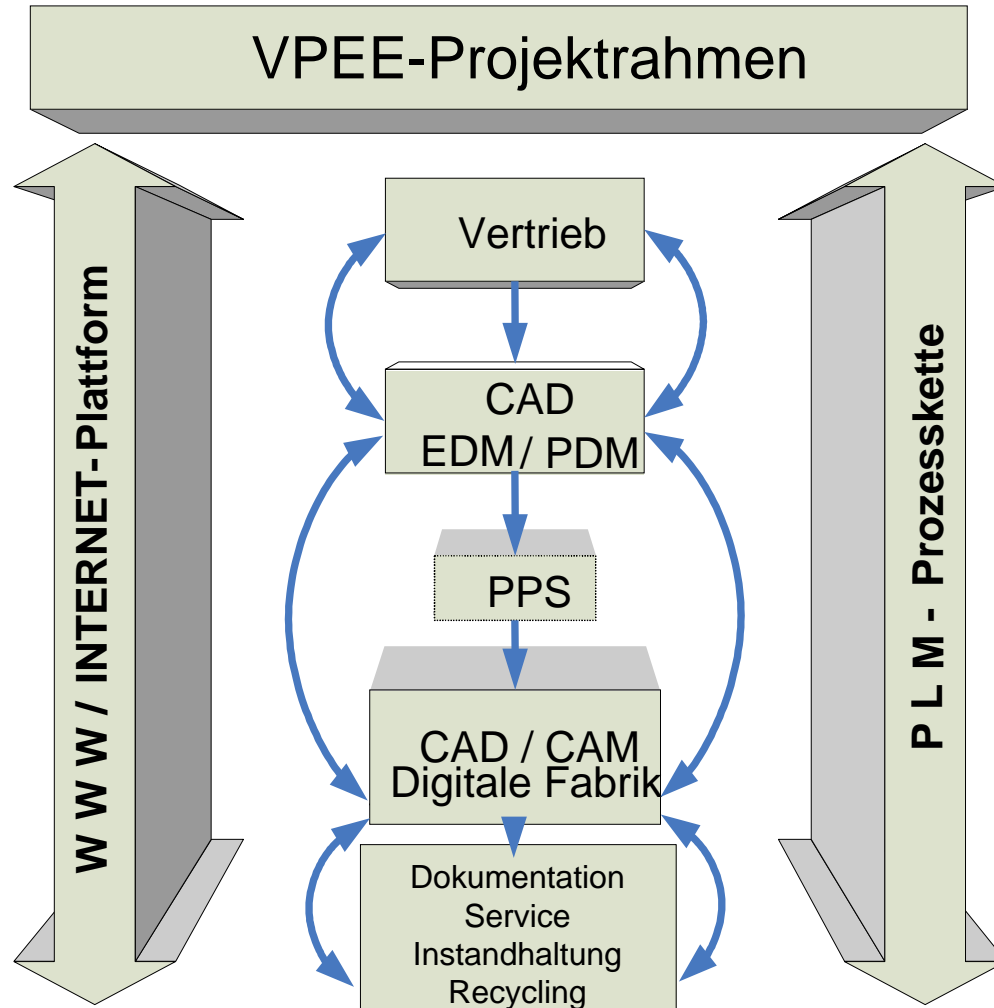 VPEE-Projektrahmen
W W W / INTERNET-Plattform
Vertrieb
CAD
EDM / PDM
PPS
CAD / CAM
Digitale Fabrik
Dokumentation
Service
Instandhaltung
Recycling
P L M - Prozesskette